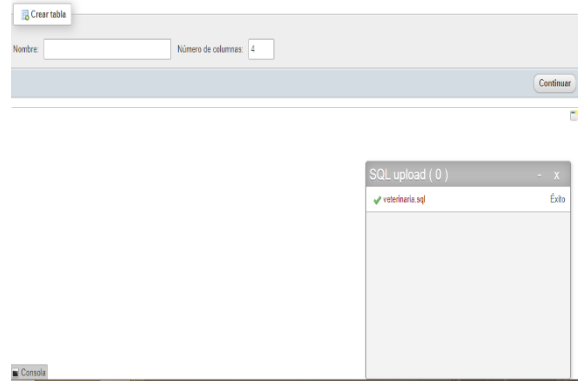 Crear tabla
Nombre: Número de columnas: 4
Continuar
SQL upload ( 0 ) - x
veterinaria.sql Éxito
Consola